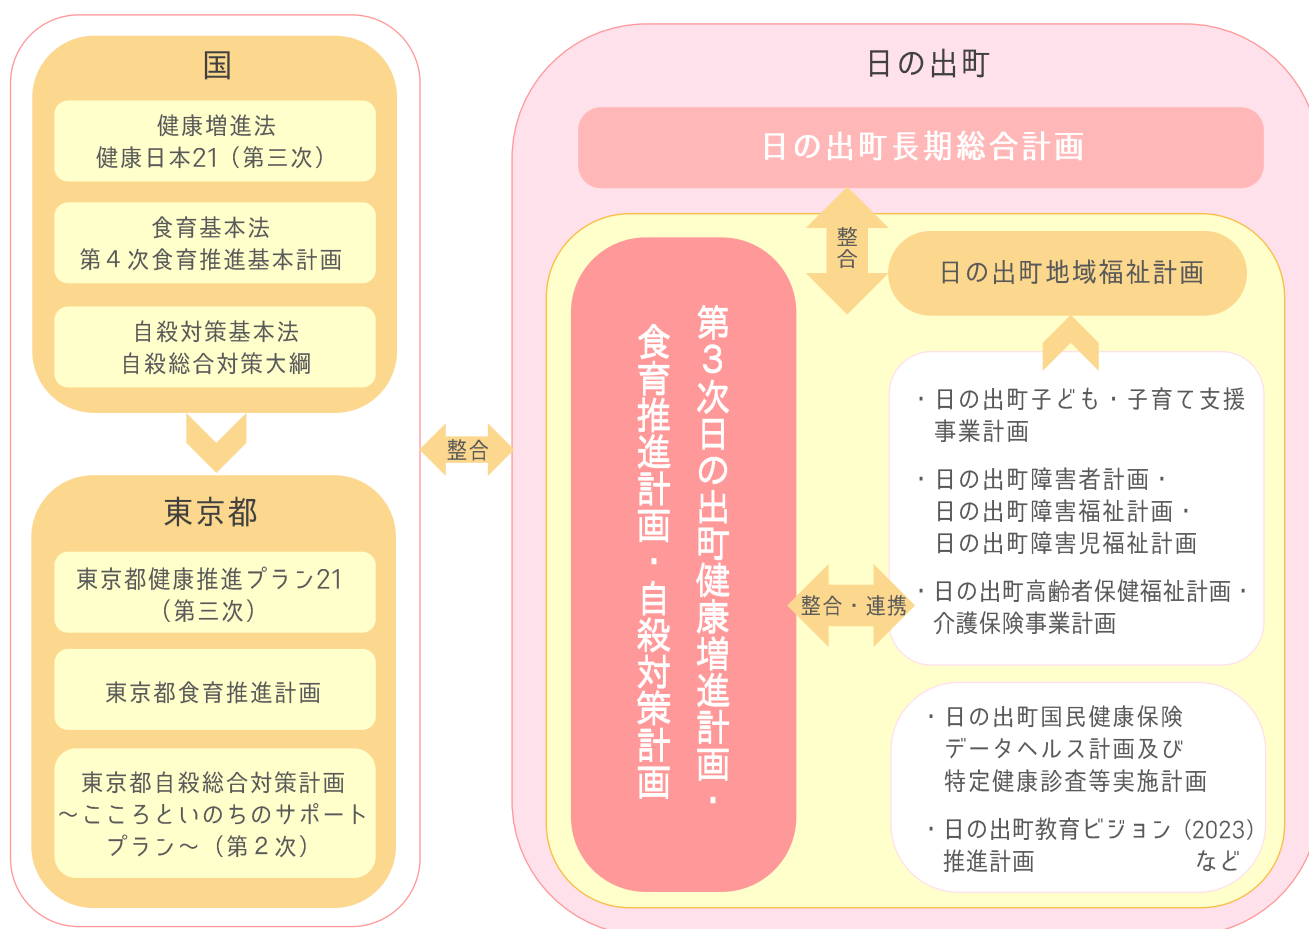 国
健康増進法
健康日本21（第三次）
食育基本法
第４次食育推進基本計画
自殺対策基本法
自殺総合対策大綱
東京都
東京都健康推進プラン21
（第三次）
東京都食育推進計画
東京都自殺総合対策計画
～こころといのちのサポート
プラン～（第２次）
整合
日の出町
日の出町長期総合計画
整合
第３次日の出町健康増進計画・
食育推進計画・自殺対策計画
日の出町地域福祉計画
・日の出町子ども・子育て支援
事業計画
・日の出町障害者計画・
日の出町障害福祉計画・
日の出町障害児福祉計画
・日の出町高齢者保健福祉計画・
介護保険事業計画
整合・連携
・日の出町国民健康保険
データヘルス計画及び
特定健康診査等実施計画
・日の出町教育ビジョン（2023）
推進計画　　　　　　　など